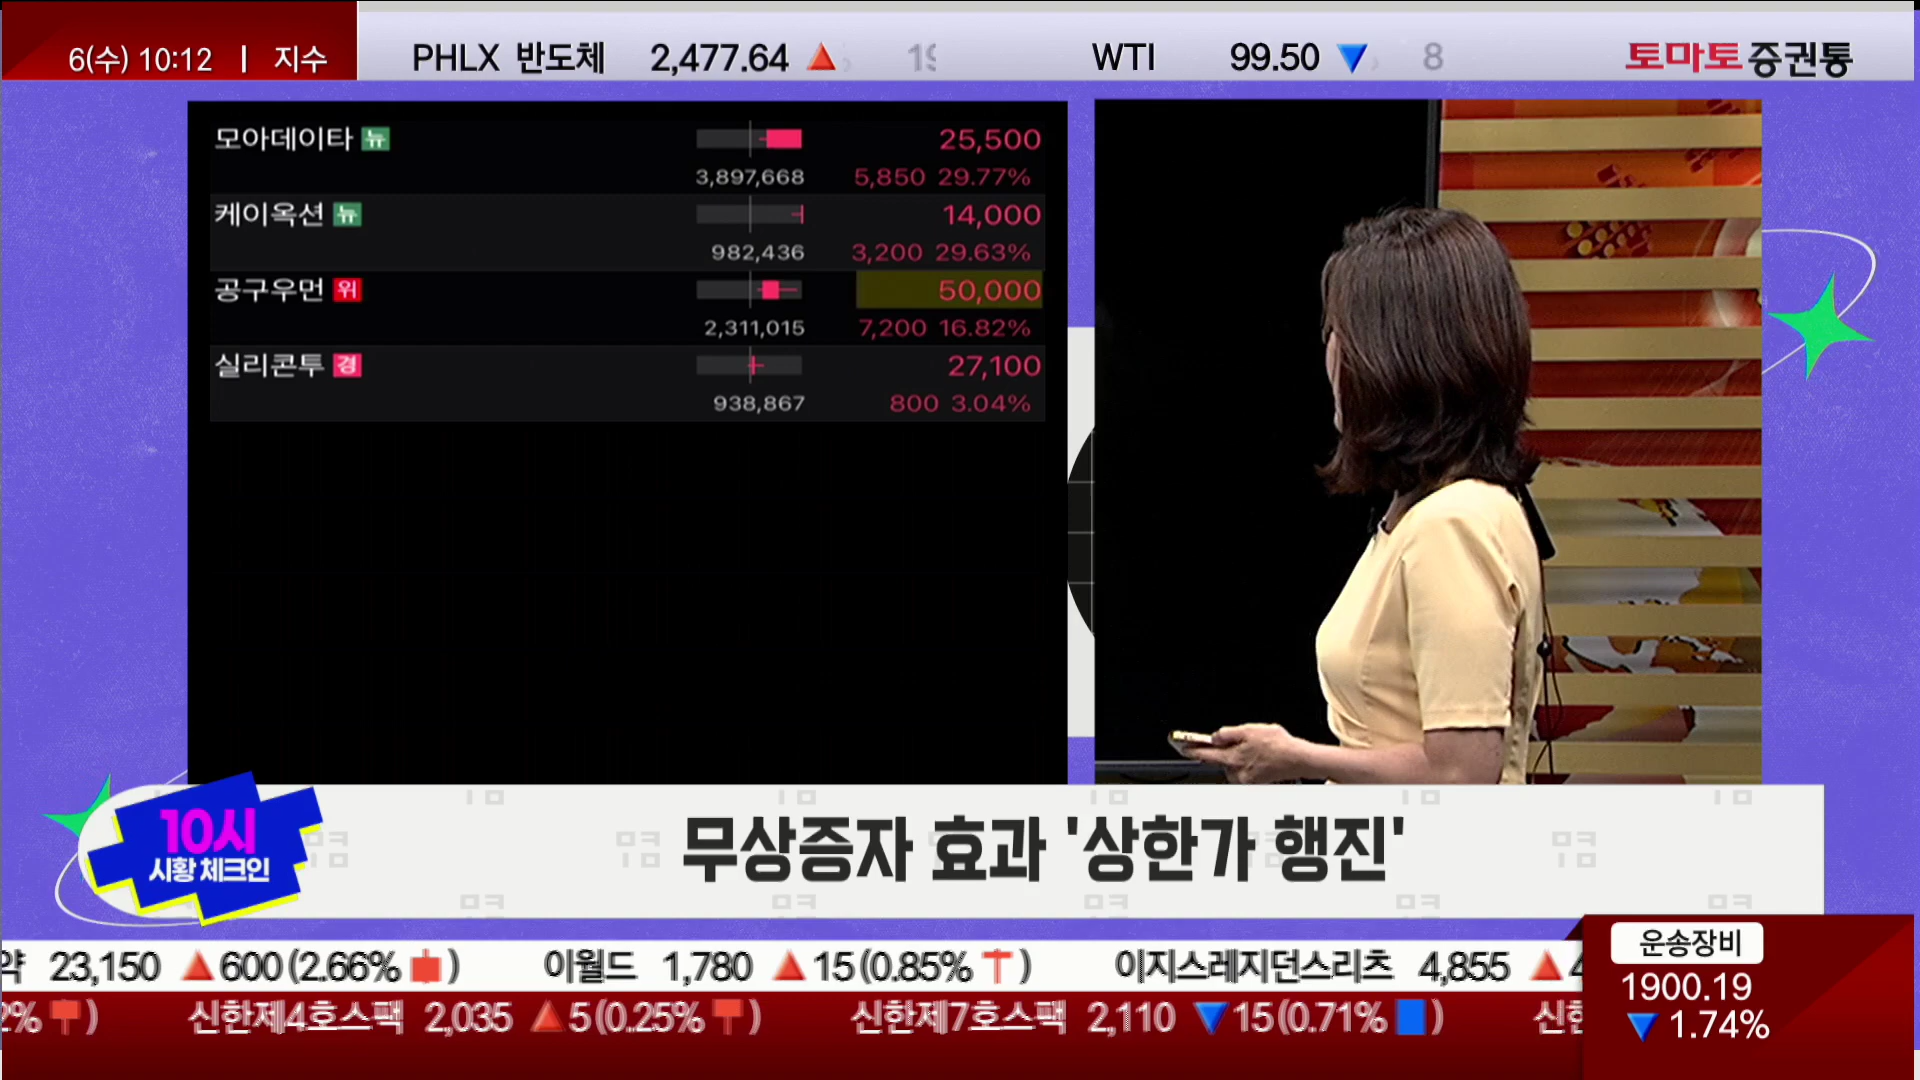 6(수) 10:12 | 지수 PHLX 반도체 2,477.64 ▲ WTI 99.50 ▼ 8 토마토증권통
모아데이타 뉴 25,500
3,897,668 5,850 29.77%
케이옥션 뉴 14,000
982,436 3,200 29.63%
공구우먼 위 50,000
2,311,015 7,200 16.82%
실리콘투 경 27,100
938,867 800 3.04%
10시
시황 체크인
무상증자 효과 '상한가 행진'
약 23,150 ▲600(2.66%) 이월드 1,780 ▲15(0.85%) 이지스레지던스리츠 4,855 ▲4
2%) 신한제4호스팩 2,035 ▲5(0.25%) 신한제7호스팩 2,110 ▼15(0.71%) 신한
운송장비
1900.19
▼1.74%